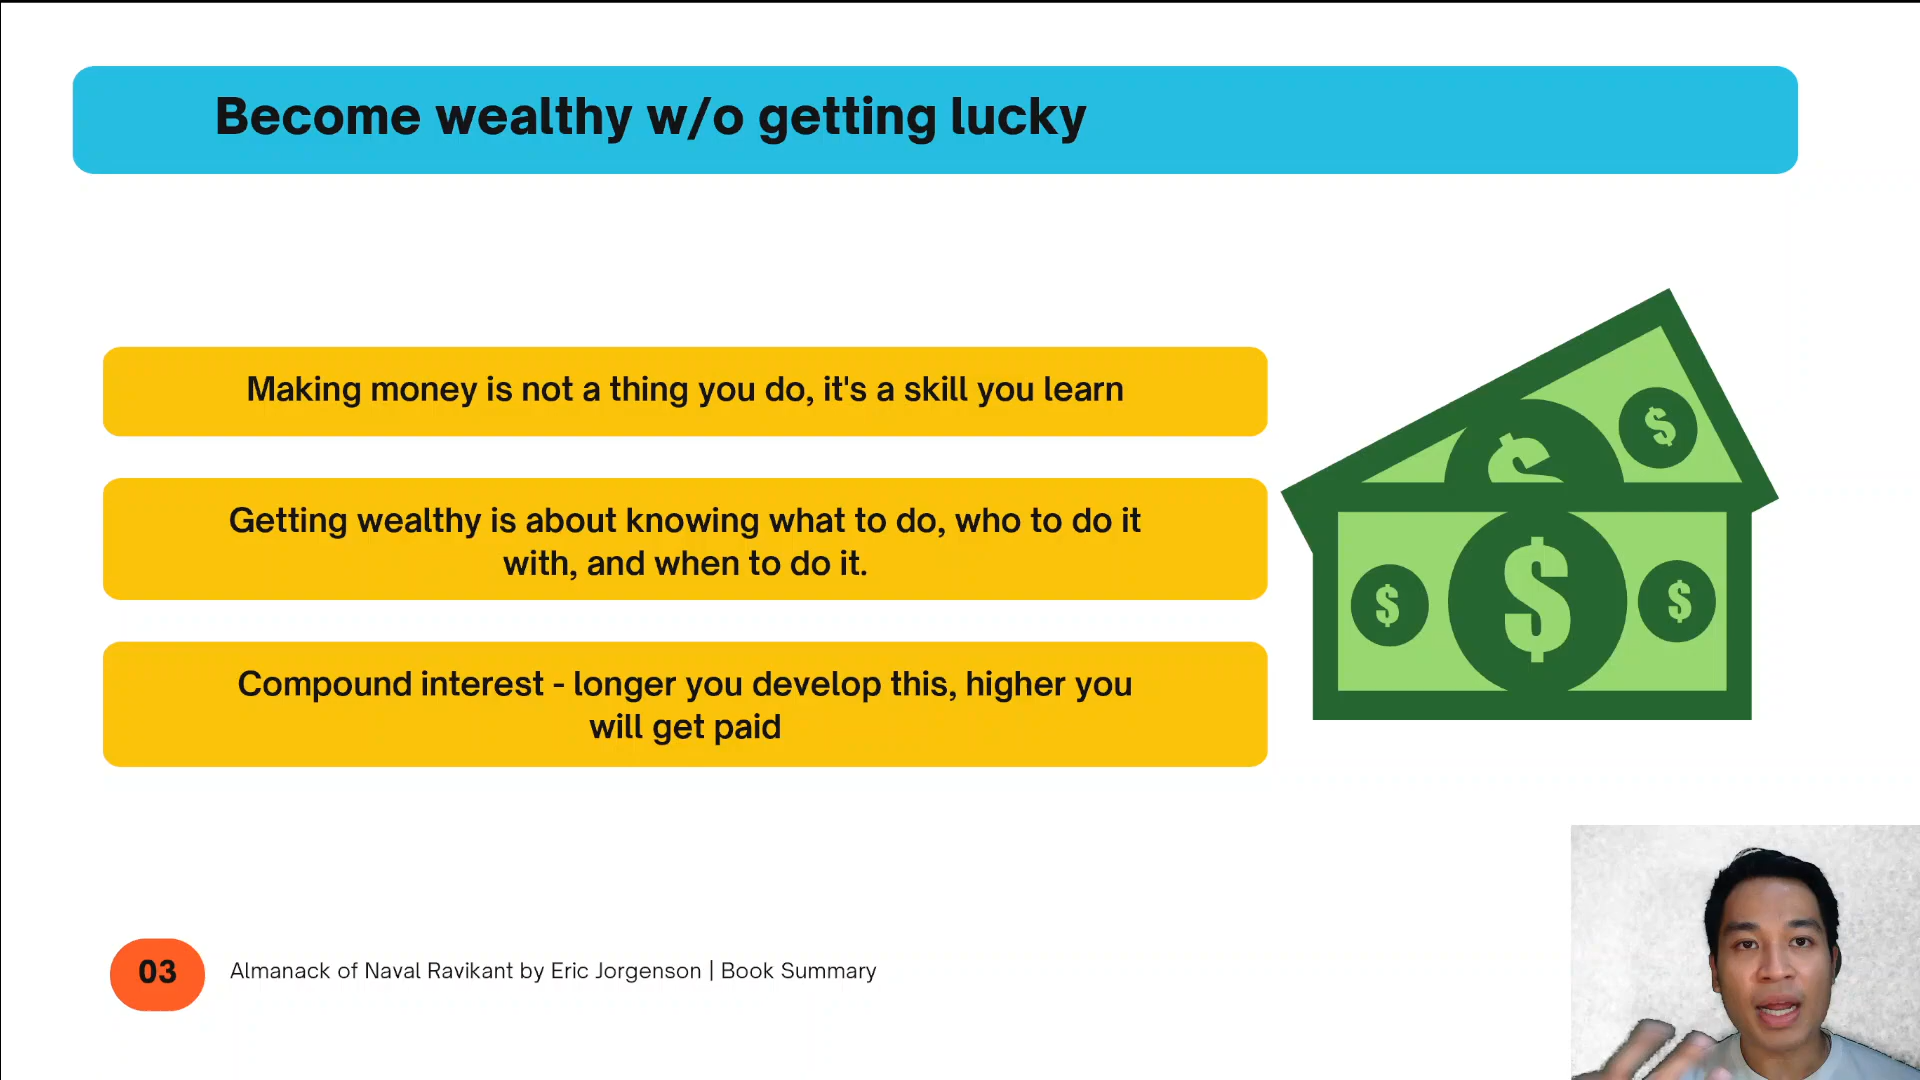 Become wealthy w/o getting lucky
Making money is not a thing you do, it's a skill you learn
Getting wealthy is about knowing what to do, who to do it
with, and when to do it.
Compound interest - longer you develop this, higher you
will get paid
$
$
$
$
$
03
Almanack of Naval Ravikant by Eric Jorgenson | Book Summary